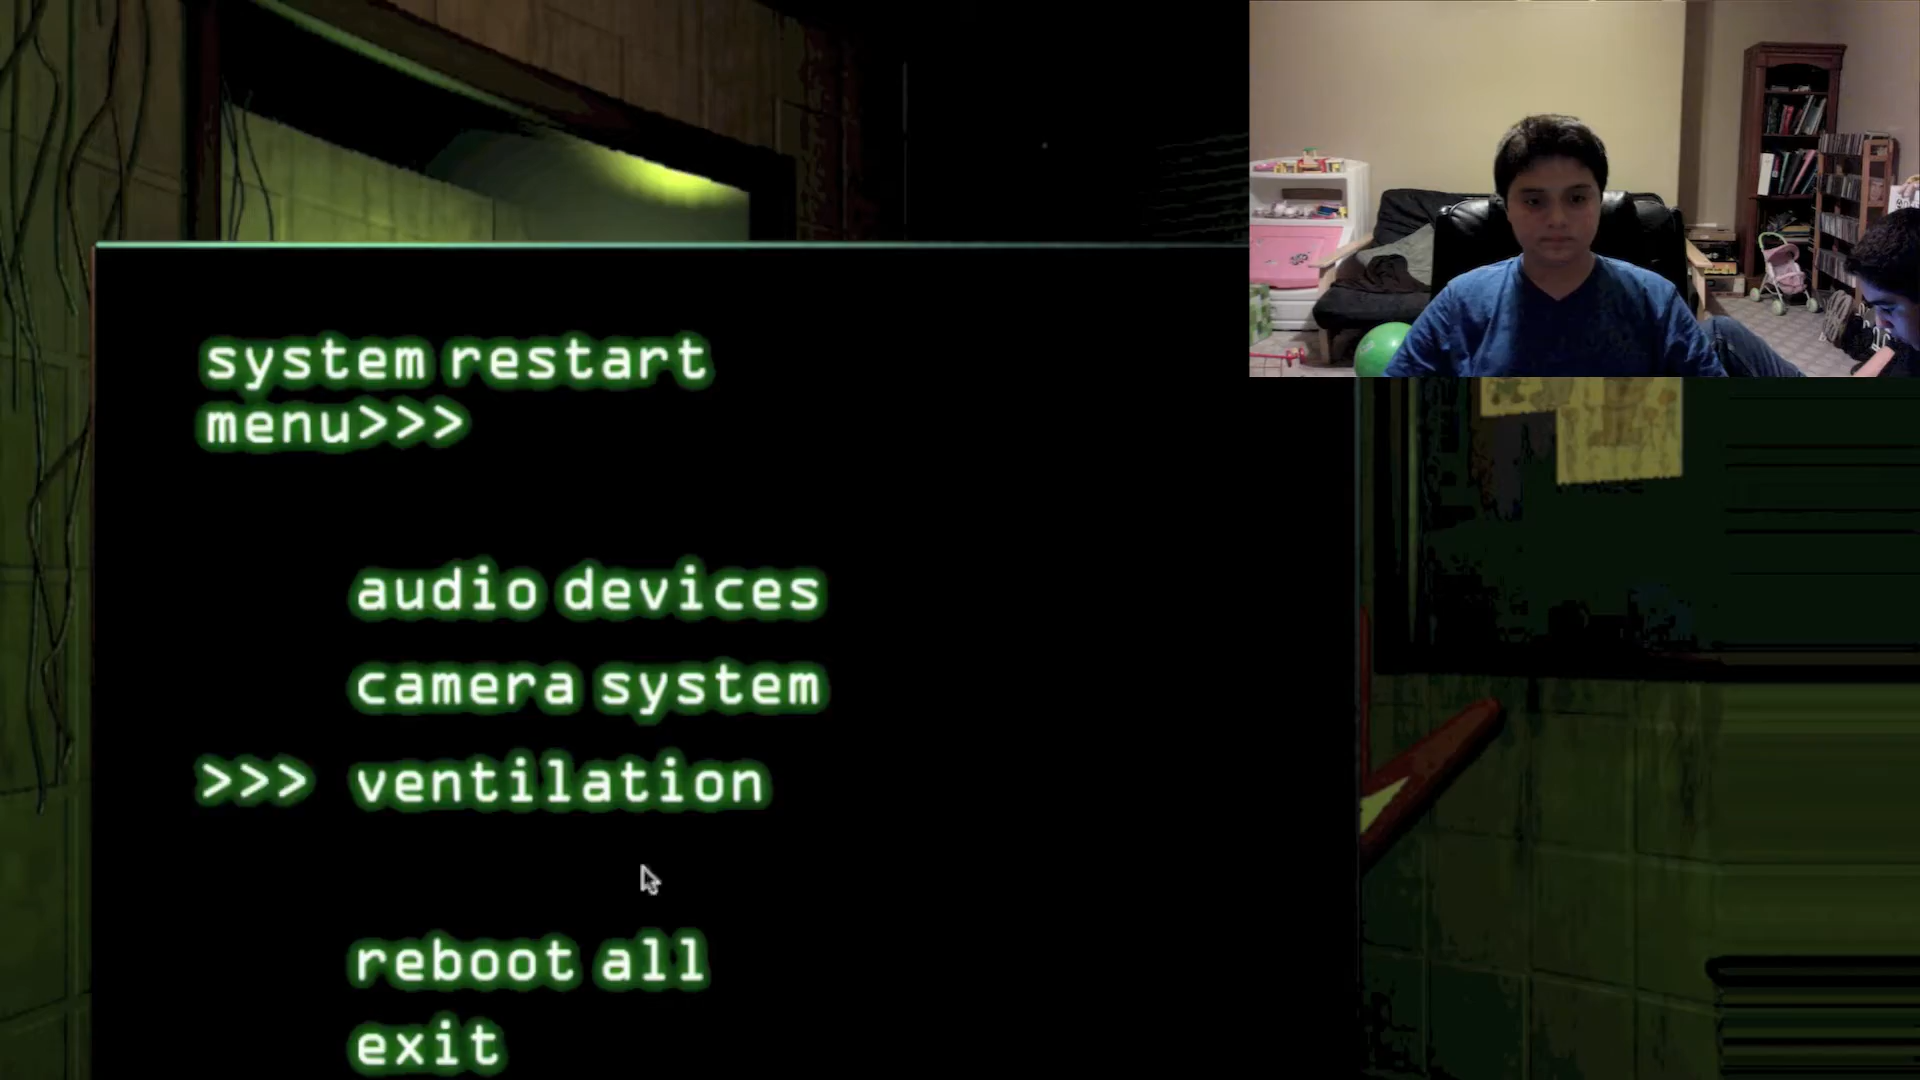 system restart
menu>>>
audio devices
camera system
>>> ventilation
reboot all
exit